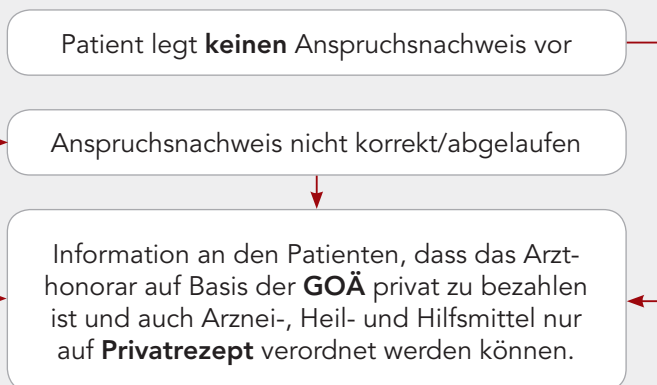 Patient legt keinen Anspruchsnachweis vor
Anspruchsnachweis nicht korrekt/abgelaufen
Information an den Patienten, dass das Arzt-
honorar auf Basis der GOÄ privat zu bezahlen
ist und auch Arznei-, Heil- und Hilfsmittel nur
auf Privatrezept verordnet werden können.